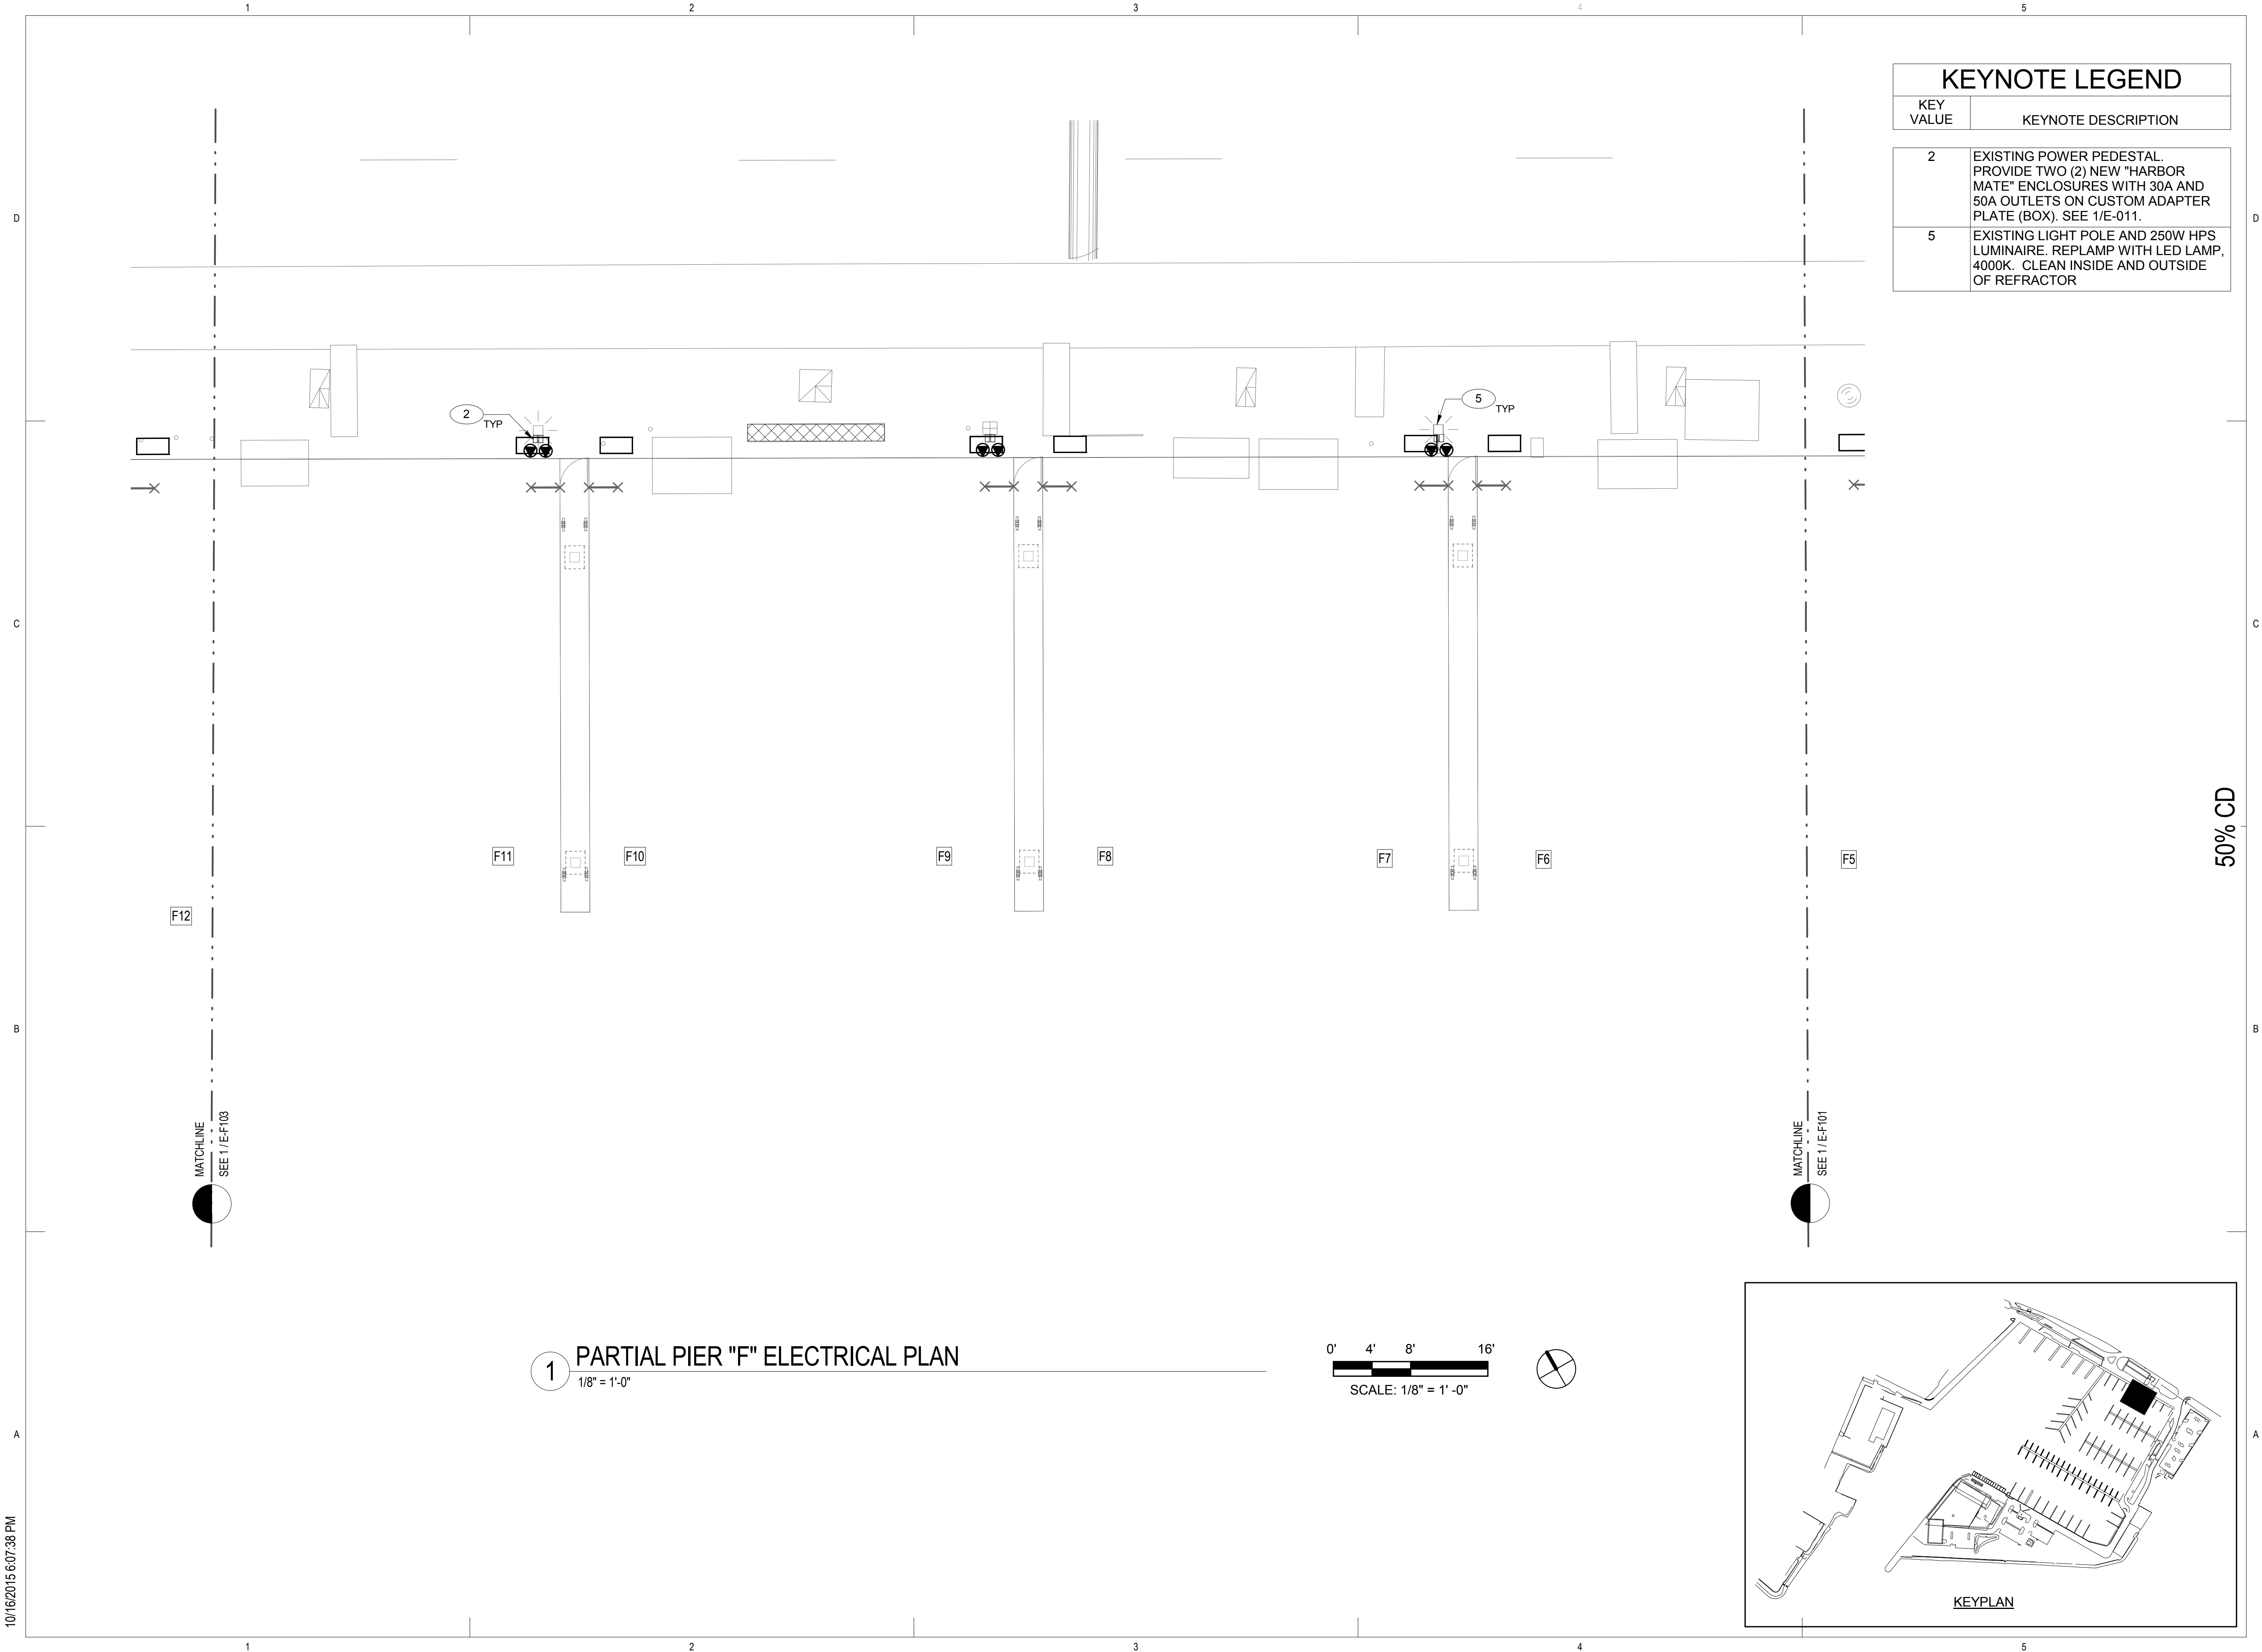 1 2 3 4 5
KEYNOTE LEGEND
KEY
VALUE
KEYNOTE DESCRIPTION
2
EXISTING POWER PEDESTAL.
PROVIDE TWO (2) NEW "HARBOR
MATE" ENCLOSURES WITH 30A AND
50A OUTLETS ON CUSTOM ADAPTER
PLATE (BOX). SEE 1/E-011.
5
EXISTING LIGHT POLE AND 250W HPS
LUMINAIRE. REPLAMP WITH LED LAMP,
4000K. CLEAN INSIDE AND OUTSIDE
OF REFRACTOR
D D
2
TYP
5
TYP
C C
50% CD
F11
F10
F9
F8
F7
F6
F5
F12
B B
MATCHLINE
SEE 1 / E-F103
MATCHLINE
SEE 1 / E-F101
1
PARTIAL PIER "F" ELECTRICAL PLAN
1/8" = 1'-0"
0' 4' 8' 16'
SCALE: 1/8" = 1' -0"
A A
KEYPLAN
10/16/2015 6:07:38 PM
1 2 3 4 5